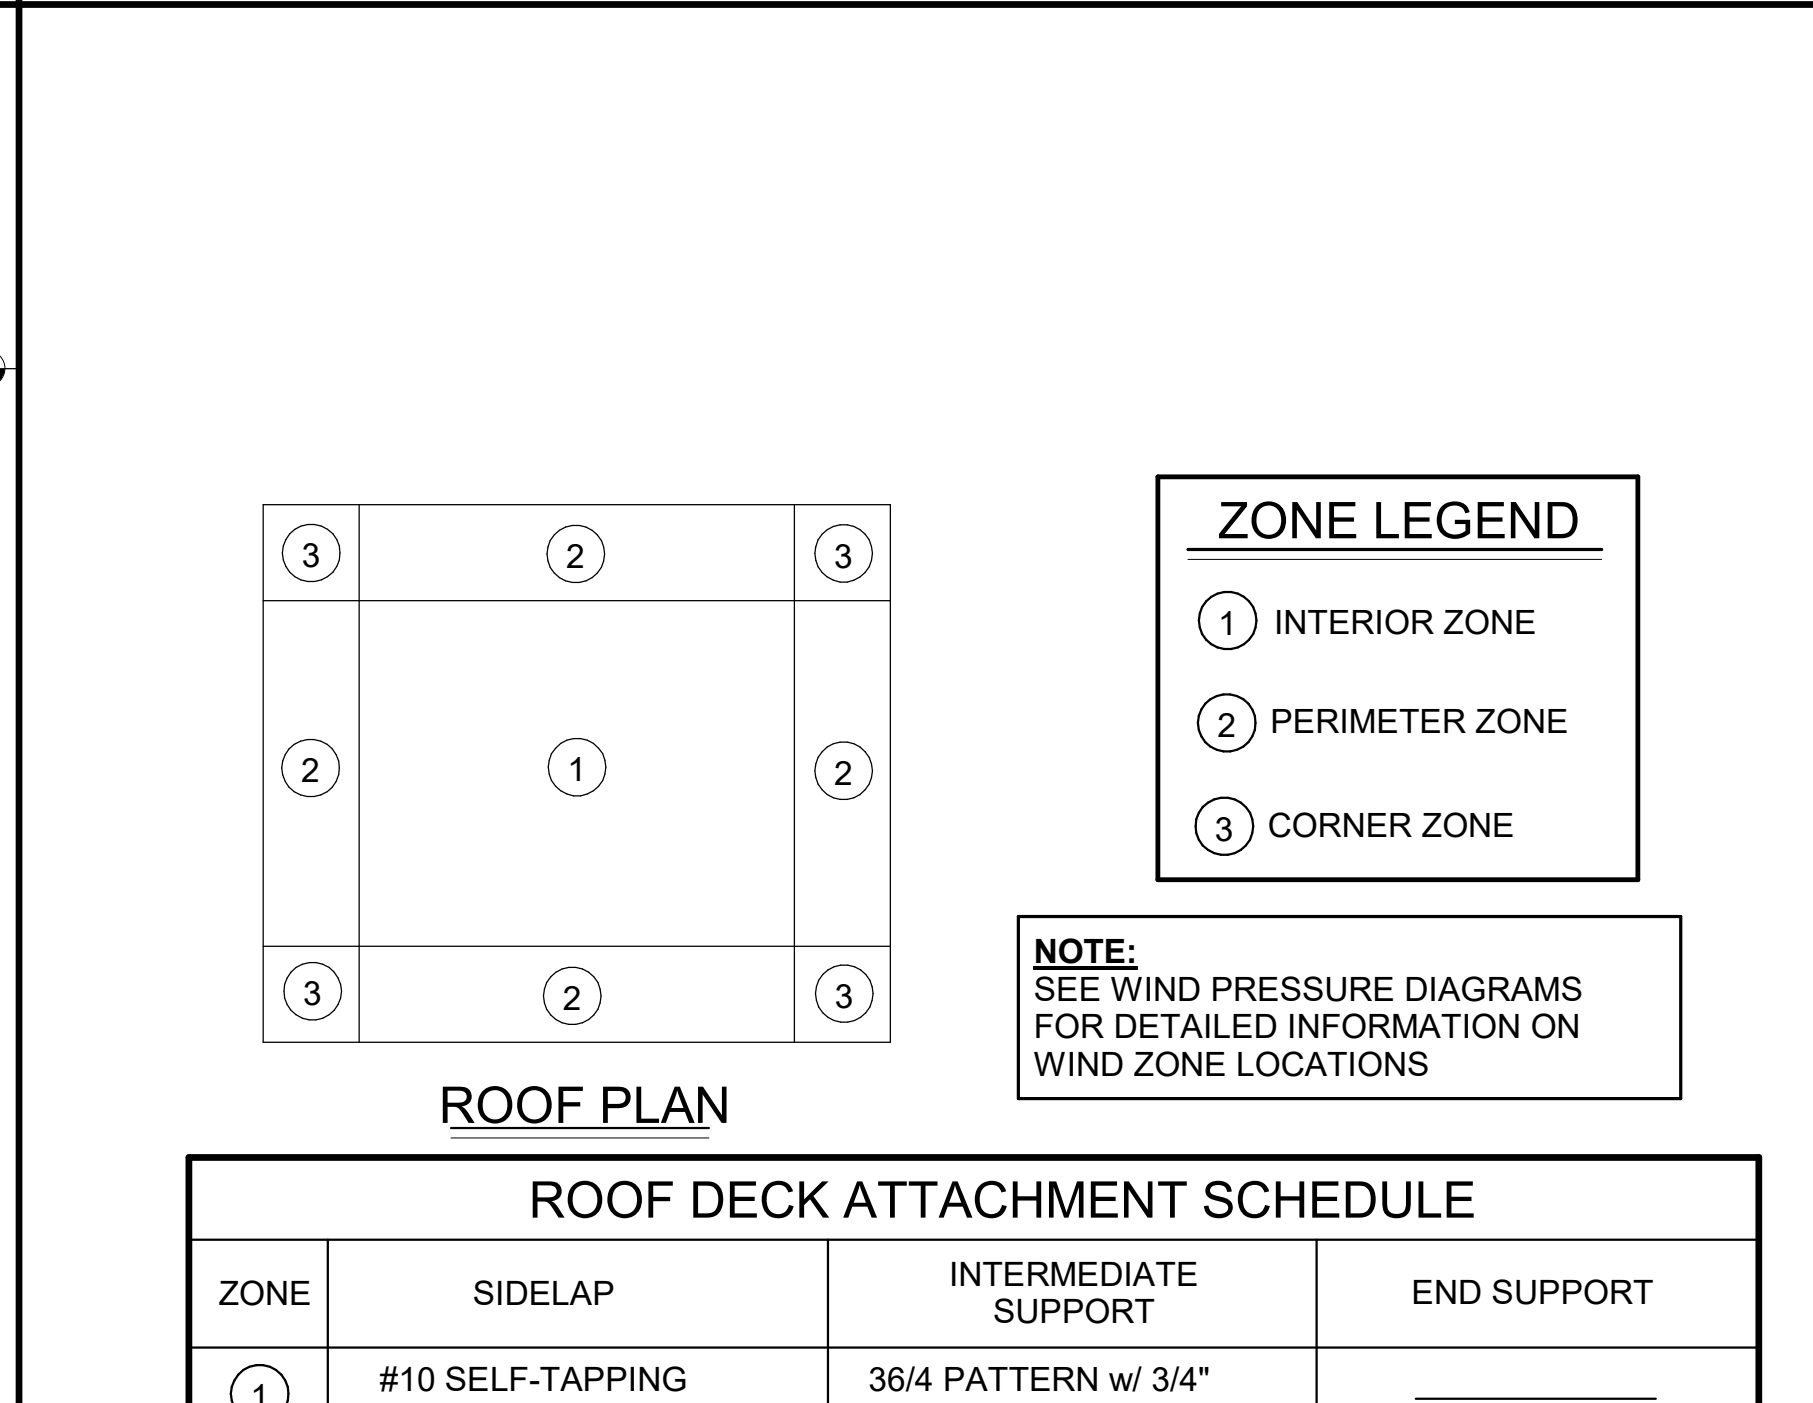 3 2 3
2 1 2
3 2 3
ROOF PLAN
ZONE LEGEND
1 INTERIOR ZONE
2 PERIMETER ZONE
3 CORNER ZONE
NOTE:
SEE WIND PRESSURE DIAGRAMS
FOR DETAILED INFORMATION ON
WIND ZONE LOCATIONS
ROOF DECK ATTACHMENT SCHEDULE
ZONE
SIDELAP
INTERMEDIATE
SUPPORT
END SUPPORT
1
#10 SELF-TAPPING
36/4 PATTERN w/ 3/4"